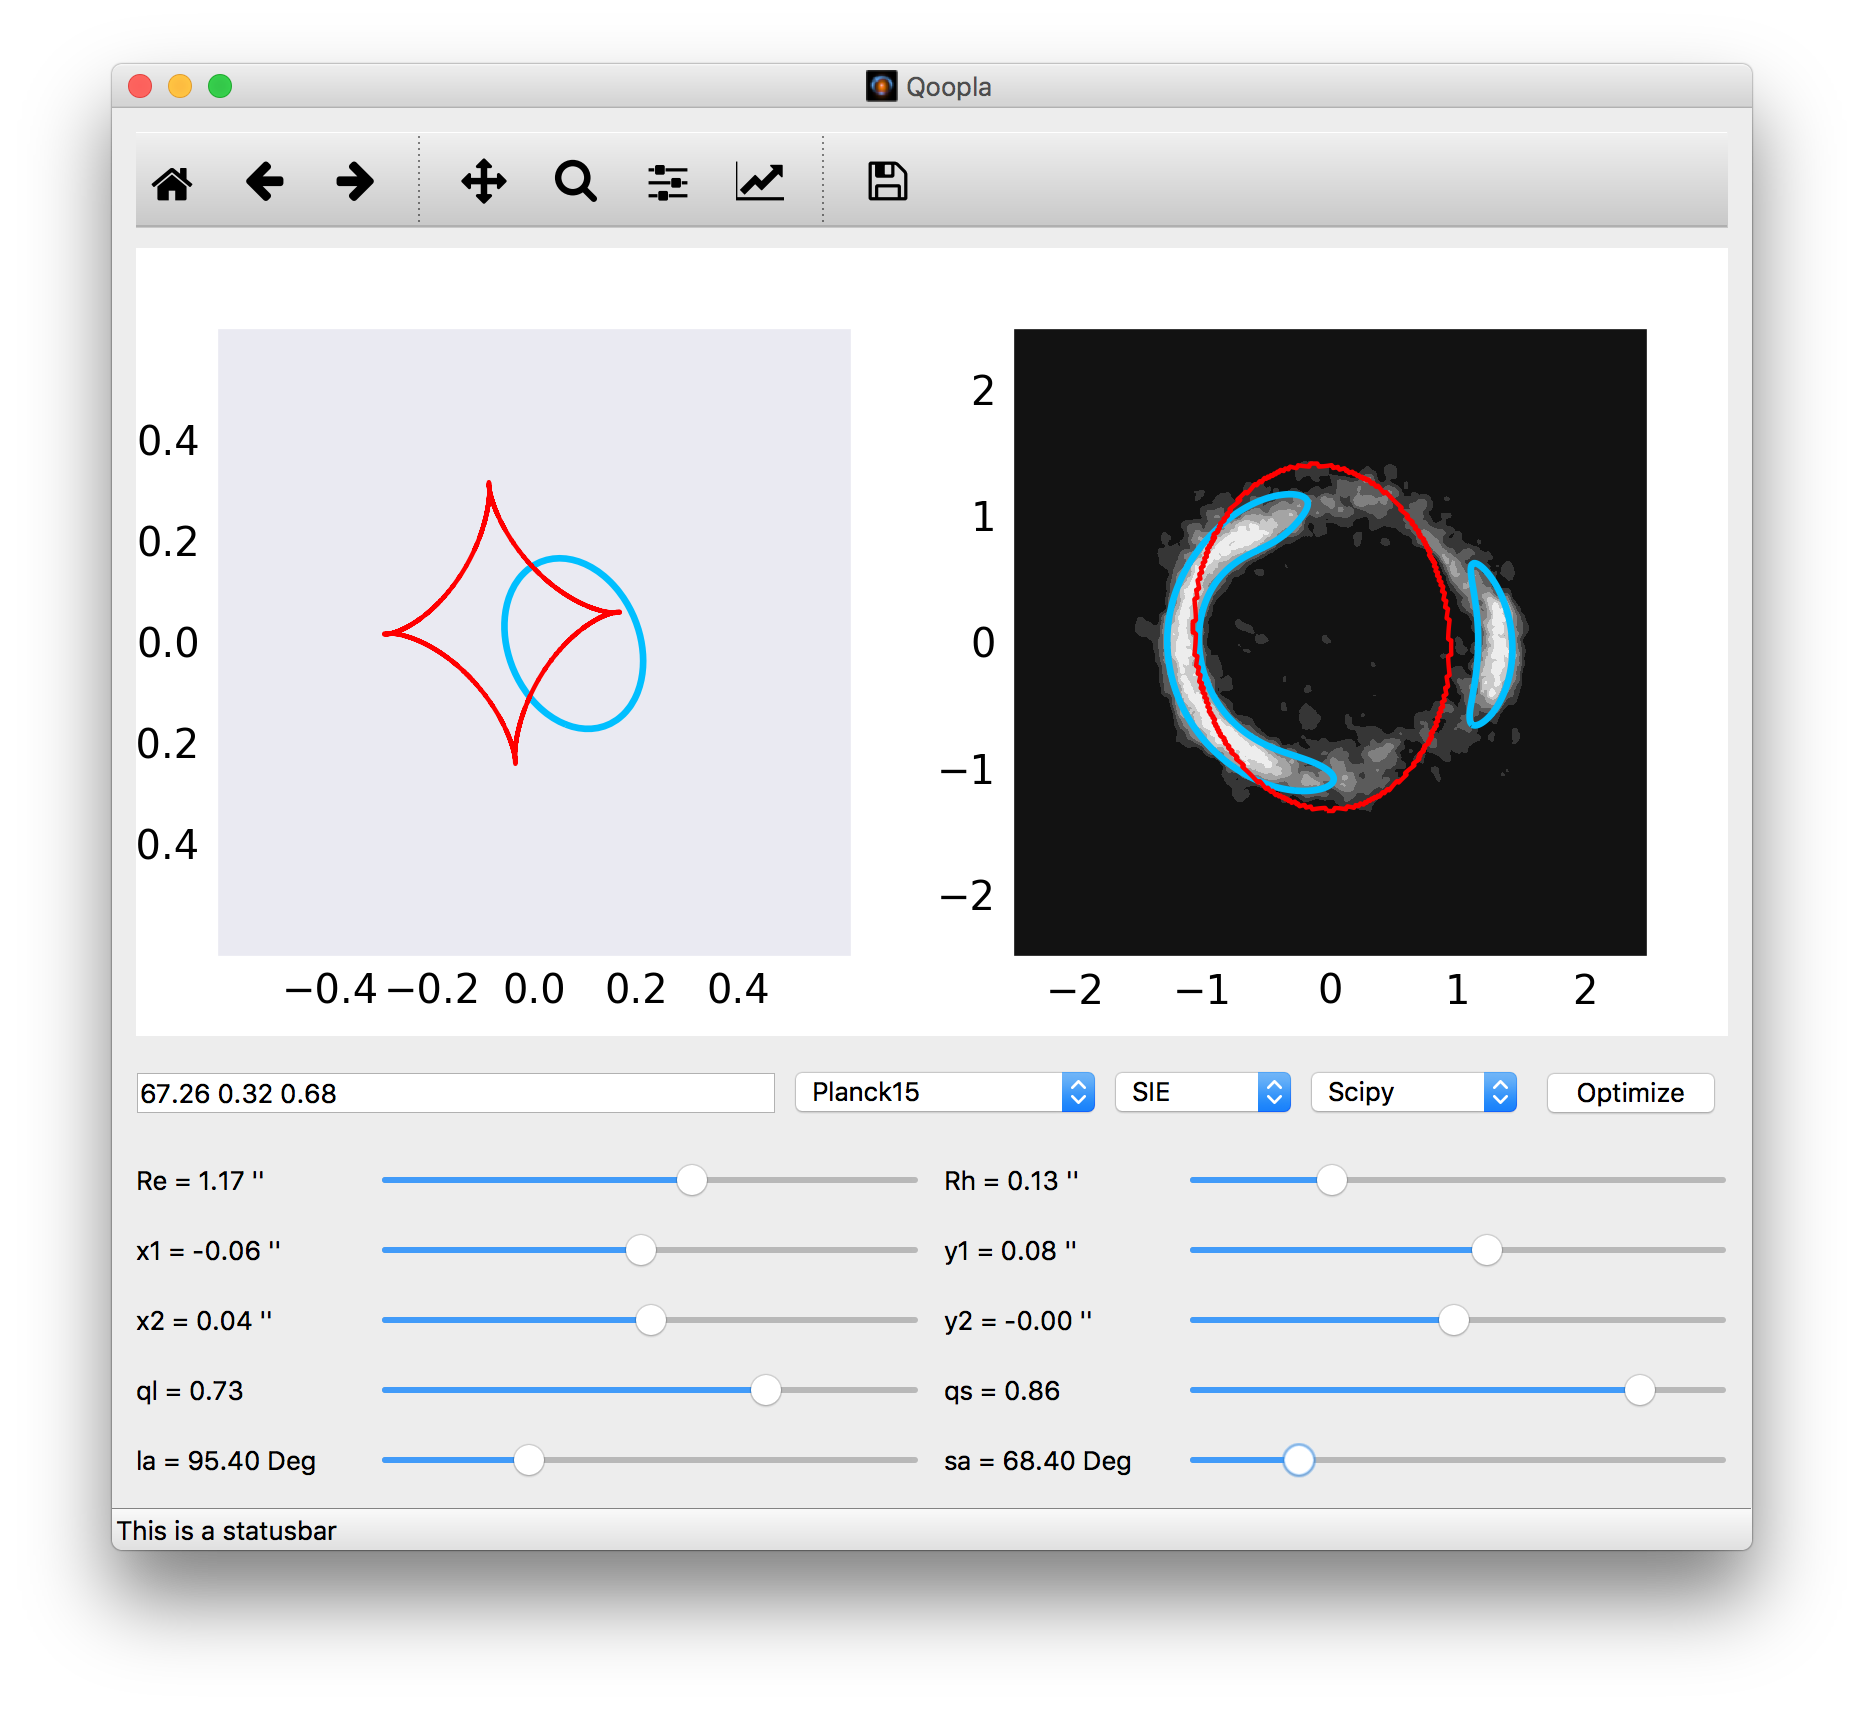 Qoopla
0.4
0.2
0.0
0.2
0.4
−0.4 −0.2 0.0 0.2 0.4
2
1
0
−1
−2
−2 −1 0 1 2
67.26 0.32 0.68 Planck15 SIE Scipy Optimize
Re = 1.17 '' Rh = 0.13 ''
x1 = -0.06 '' y1 = 0.08 ''
x2 = 0.04 '' y2 = -0.00 ''
ql = 0.73 qs = 0.86
la = 95.40 Deg sa = 68.40 Deg
This is a statusbar